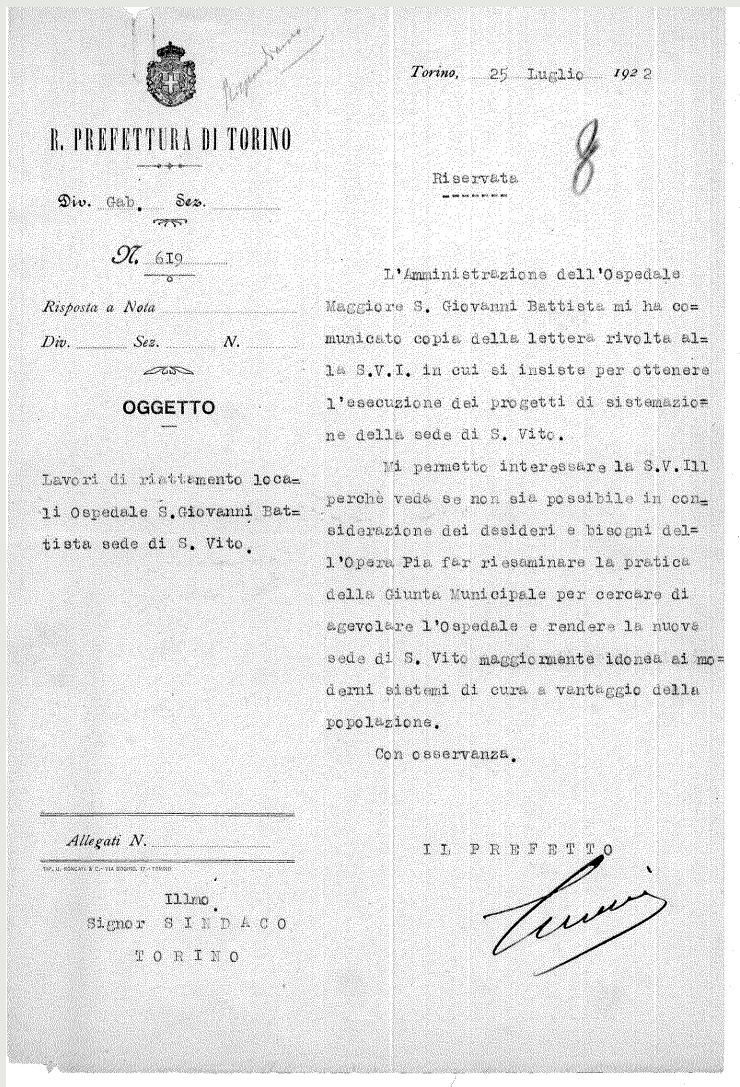 R. PREFETTURA DI TORINO
Div. Gab. Sez.
N. 619
Risposta a Nota
Div. Sez. N.
OGGETTO
Lavori di riattamento loca=
li Ospedale S.Giovanni Bat=
tista sede di S. Vito.
Allegati N.
Illmo.
Signor SINDACO
TORINO
Torino, 25 Luglio 1922
8
Riservata
L'Amministrazione dell'Ospedale
Maggiore S. Giovanni Battista mi ha co=
municato copia della lettera rivolta al=
la S.V.I. in cui si insiste per ottenere
l'esecuzione dei progetti di sistemazio=
ne della sede di S. Vito.
Mi permetto interessare la S.V.Ill
perchè veda se non sia possibile in con=
siderazione dei desideri e bisogni del=
l'Opera Pia far riesaminare la pratica
della Giunta Municipale per cercare di
agevolare l'Ospedale e rendere la nuova
sede di S. Vito maggiormente idonea ai mo=
derni sistemi di cura a vantaggio della
popolazione.
Con osservanza.
IL PREFETTO